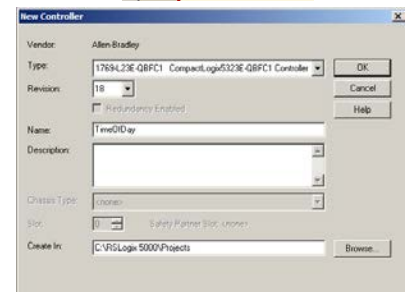 New Controller
Vendor: Allen-Bradley
Type: 1769-L23E-QBFC1 CompactLogix5323E-QBFC1 Controller
OK
Revision: 18
Cancel
Redundancy Enabled
Help
Name: TimeOfDay
Description:
Chassis Type: <none>
Slot: 0 Safety Partner Slot: <none>
Create In: C:\RSLogix 5000\Projects
Browse...